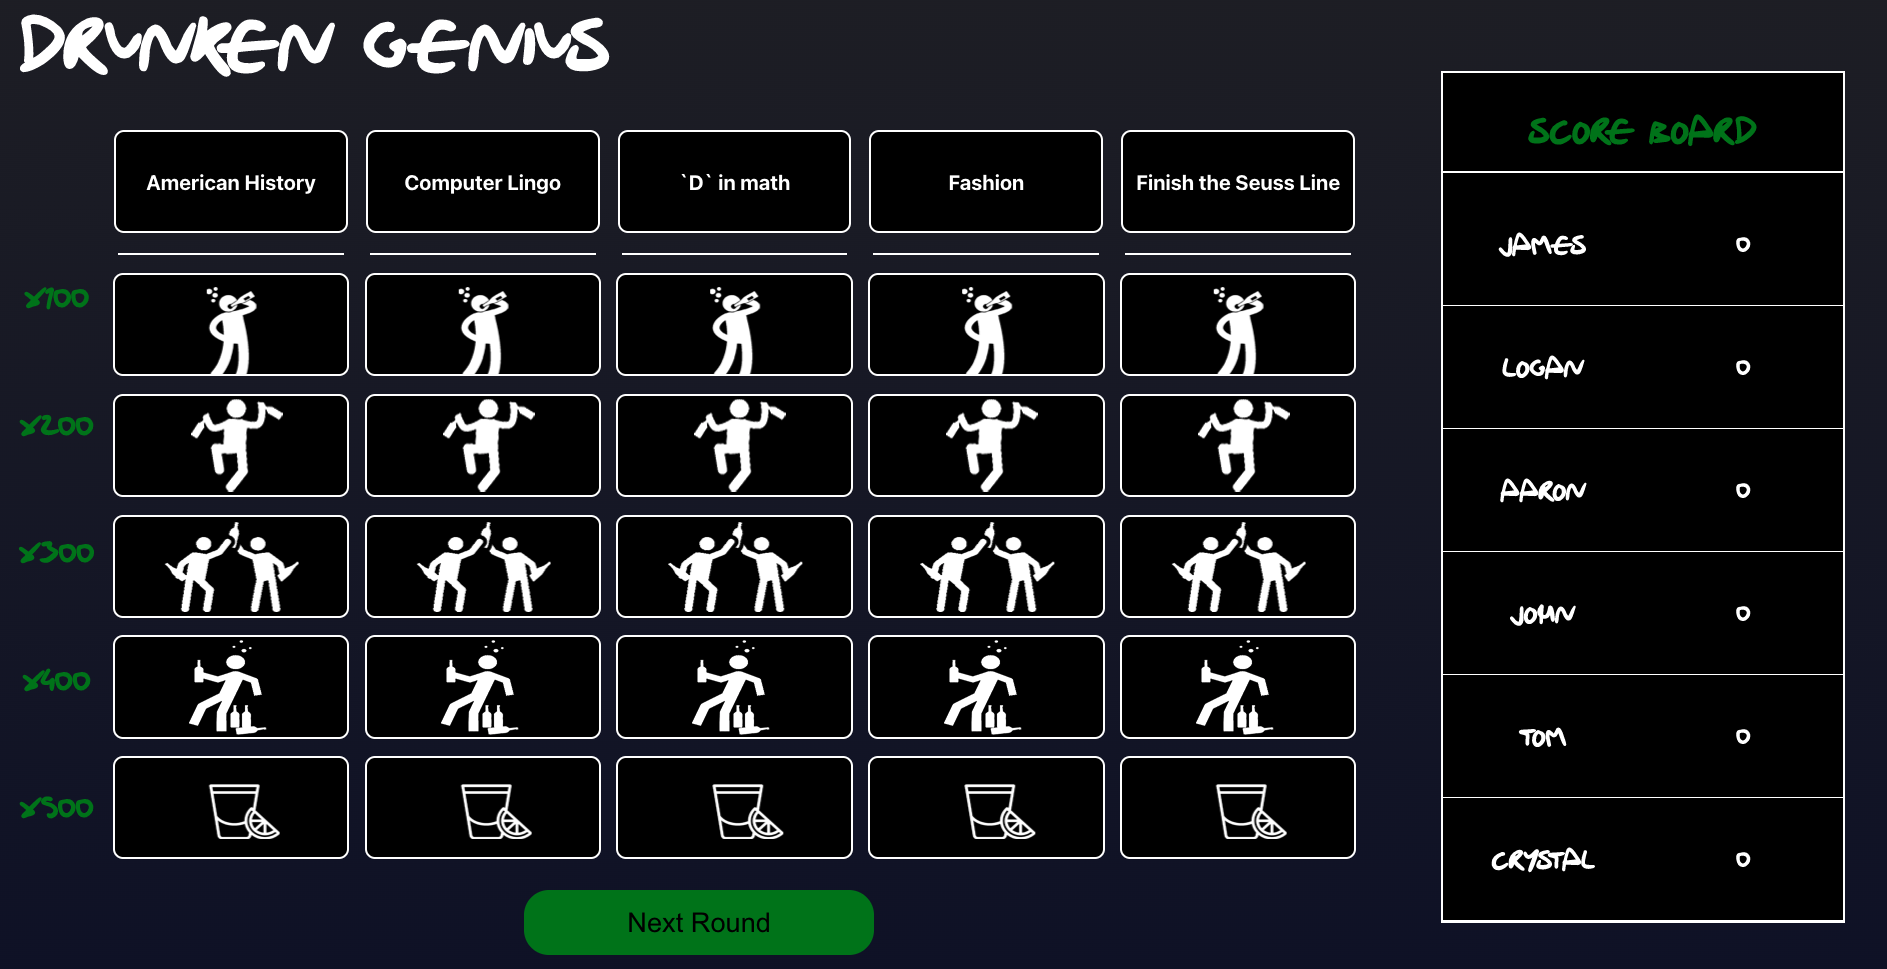 DRUNKEN GENIUS
SCORE BOARD
American History
Computer Lingo
`D` in math
Fashion
Finish the Seuss Line
x100
x200
x300
x400
x500
JAMES 0
LOGAN 0
AARON 0
JOHN 0
TOM 0
CRYSTAL 0
Next Round